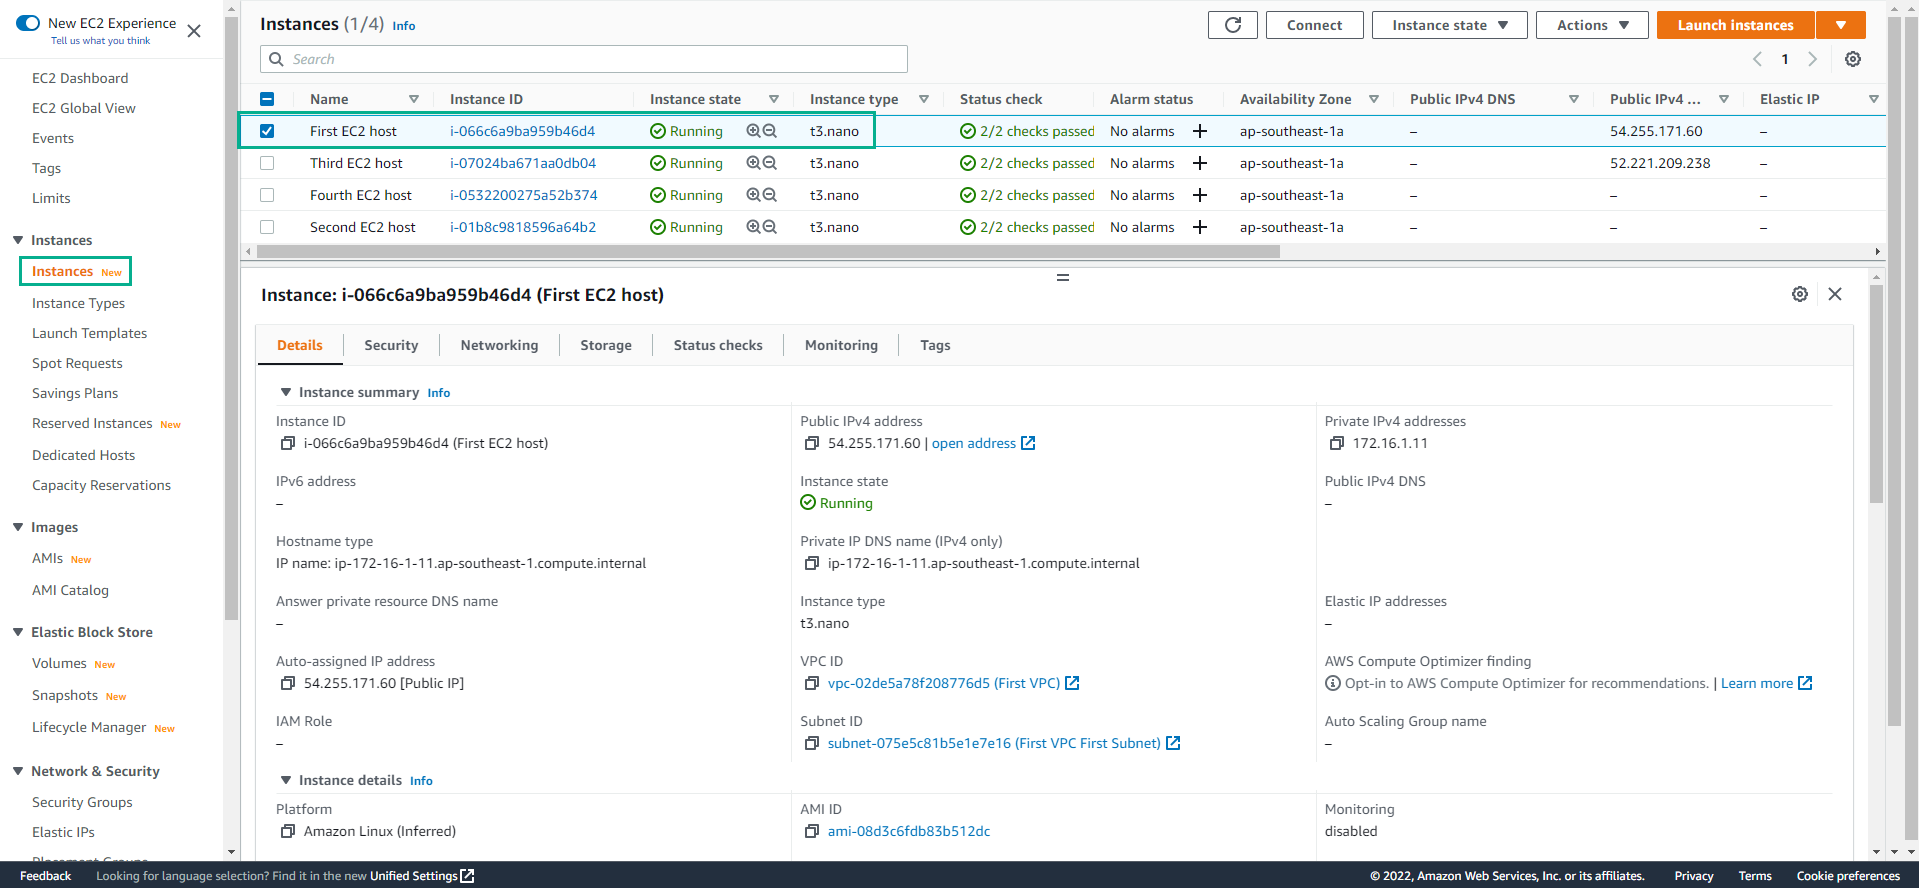 New EC2 Experience
Tell us what you think
EC2 Dashboard
EC2 Global View
Events
Tags
Limits
Instances
Instances New
Instance Types
Launch Templates
Spot Requests
Savings Plans
Reserved Instances New
Dedicated Hosts
Capacity Reservations
Images
AMIs New
AMI Catalog
Elastic Block Store
Volumes New
Snapshots New
Lifecycle Manager New
Network & Security
Security Groups
Elastic IPs
Placement Groups
Instances (1/4) Info
Connect
Instance state
Actions
Launch instances
Search
1
Name Instance ID Instance state Instance type Status check Alarm status Availability Zone Public IPv4 DNS Public IPv4 ... Elastic IP
First EC2 host i-066c6a9ba959b46d4 Running t3.nano 2/2 checks passed No alarms + ap-southeast-1a – 54.255.171.60 –
Third EC2 host i-07024ba671aa0db04 Running t3.nano 2/2 checks passed No alarms + ap-southeast-1a – 52.221.209.238 –
Fourth EC2 host i-0532200275a52b374 Running t3.nano 2/2 checks passed No alarms + ap-southeast-1a – – –
Second EC2 host i-01b8c9818596a64b2 Running t3.nano 2/2 checks passed No alarms + ap-southeast-1a – – –
Instance: i-066c6a9ba959b46d4 (First EC2 host)
Details Security Networking Storage Status checks Monitoring Tags
Instance summary Info
Instance ID Public IPv4 address Private IPv4 addresses
i-066c6a9ba959b46d4 (First EC2 host) 54.255.171.60 | open address 172.16.1.11
IPv6 address Instance state Public IPv4 DNS
– Running –
Hostname type Private IP DNS name (IPv4 only)
IP name: ip-172-16-1-11.ap-southeast-1.compute.internal ip-172-16-1-11.ap-southeast-1.compute.internal
Answer private resource DNS name Instance type Elastic IP addresses
– t3.nano –
Auto-assigned IP address VPC ID AWS Compute Optimizer finding
54.255.171.60 [Public IP] vpc-02de5a78f208776d5 (First VPC) Opt-in to AWS Compute Optimizer for recommendations. | Learn more
IAM Role Subnet ID Auto Scaling Group name
– subnet-075e5c81b5e1e7e16 (First VPC First Subnet) –
Instance details Info
Platform AMI ID Monitoring
Amazon Linux (Inferred) ami-08d3c6fdb83b512dc disabled
Feedback Looking for language selection? Find it in the new Unified Settings © 2022, Amazon Web Services, Inc. or its affiliates. Privacy Terms Cookie preferences